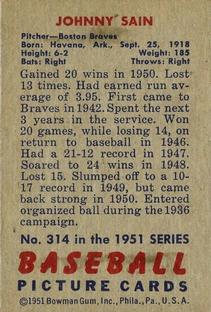 JOHNNY SAIN
Pitcher—Boston Braves
Born: Havana, Ark., Sept. 25, 1918
Height: 6-2 Weight: 185
Bats: Right Throws: Right
Gained 20 wins in 1950. Lost
13 times. Had earned run av-
erage of 3.95. First came to
Braves in 1942. Spent the next
3 years in the service. Won
20 games, while losing 14, on
return to baseball in 1946.
Had a 21-12 record in 1947.
Soared to 24 wins in 1948.
Lost 15. Slumped off to a 10-
17 record in 1949, but came
back strong in 1950. Entered
organized ball during the 1936
campaign.
No. 314 in the 1951 SERIES
BASEBALL
PICTURE CARDS
©1951 Bowman Gum, Inc., Phila., Pa., U. S. A.